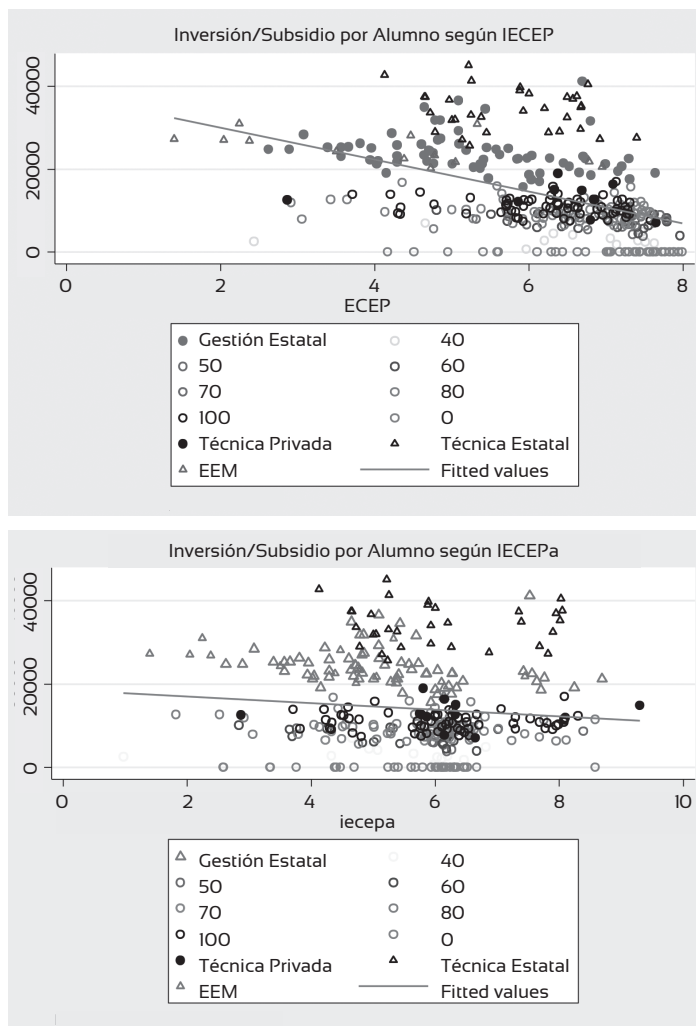 Inversión/Subsidio por Alumno según IECEP
40000
20000
0
0 2 4 6 8
ECEP
Gestión Estatal 40
50 60
70 80
100 0
Técnica Privada Técnica Estatal
EEM Fitted values
Inversión/Subsidio por Alumno según IECEPa
40000
20000
0
0 2 4 6 8 10
iecepa
Gestión Estatal 40
50 60
70 80
100 0
Técnica Privada Técnica Estatal
EEM Fitted values